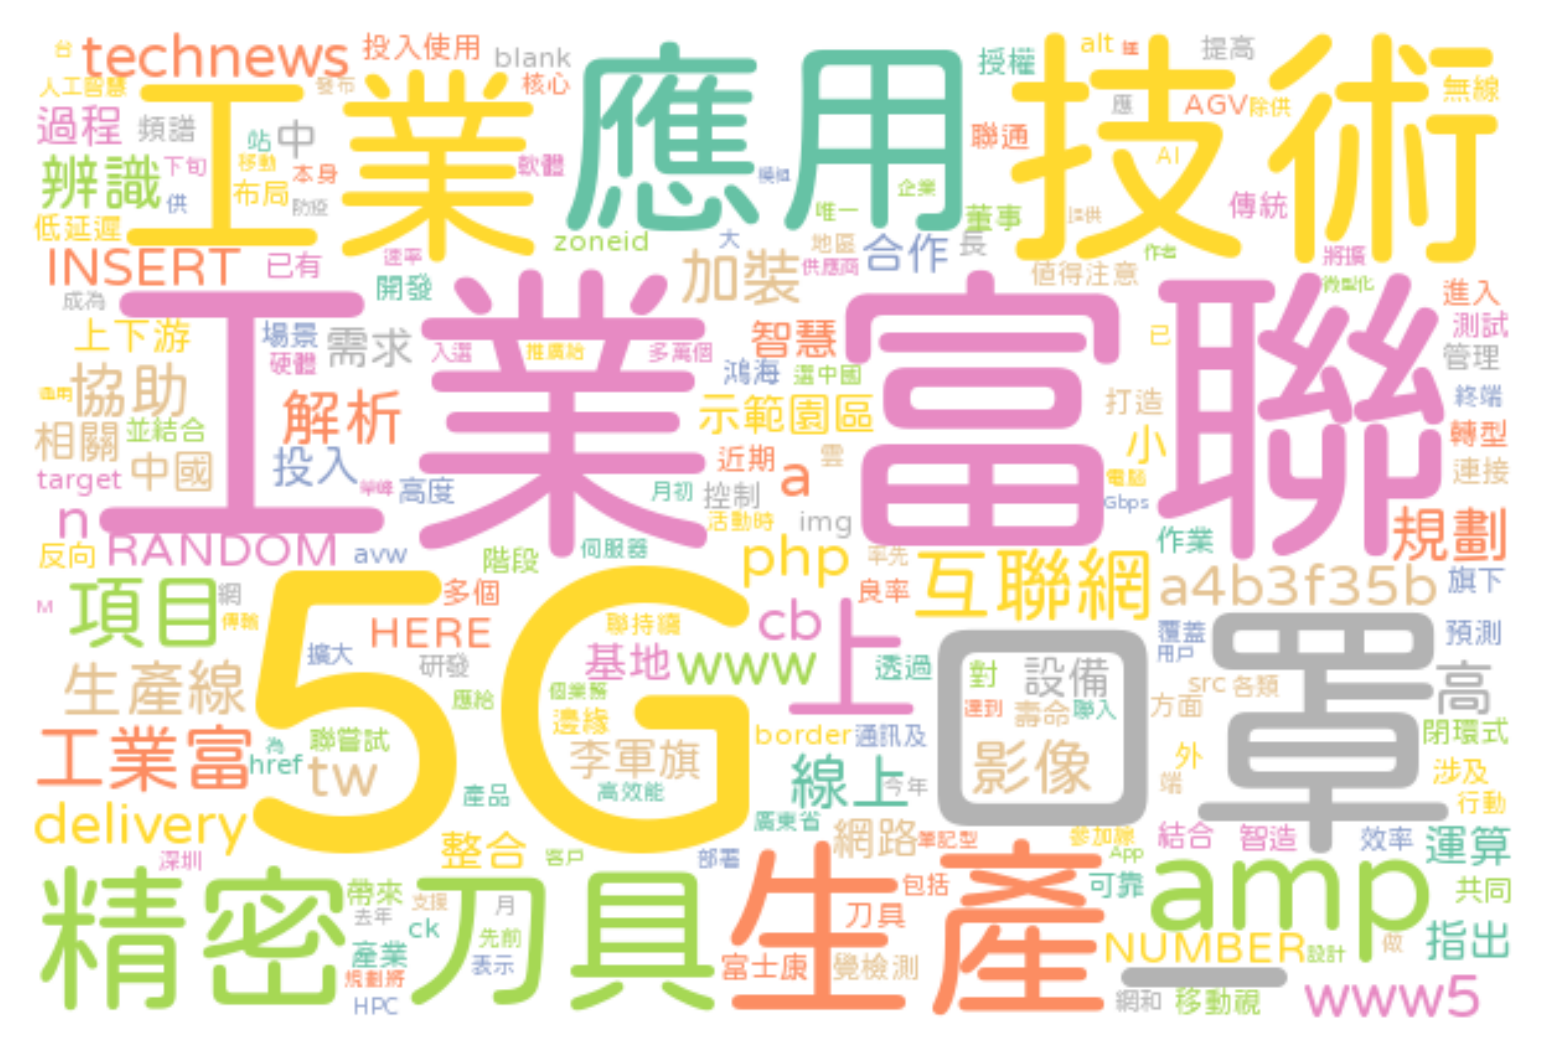 台 technews 投入使用 blank
人工智慧 發布 核心
工業 應用 技術
授權 alt 提高 無線
過程 頻譜 站 中 聯通 應 AGV 除供
辨識 下旬 移動 本身 軟體 企業 AI
供 布局 防疫 唯一 董事 傳統
低延遲 zoneid 大 地區 合作 長 作者 將擴
INSERT 已有 加裝 供應商 值得注意 微型化
成為 開發 進入
工業富聯
上下游 場景 需求 智慧 已 測試
硬體 入選 推廣給 多萬個 鴻海 選中國 管理
協助 解析 示範園區 打造 終端
相關 並結合 小 轉型
target 中國 投入 近期 a 雲 電腦 連接
高度 月初 控制 Gbps
n 活動時 img 規劃
反向 RANDOM avw 階段 伺服器 php 率先 作業
互聯網 a4b3f35b 旗下
M 項目 網 多個 良率
5G 口罩
傳輸 HERE 聯持續 cb 上 覆蓋 預測
擴大 研發 基地 www 透過 對 設備 用戶
生產線 應給 個業務 達到 壽命 聯入 方面 src 各類 高
工業富 為 聯嘗試 邊緣 border 通訊及 閉環式
href tw 李軍旗 影像 外 涉及
產品 高效能 線上 今年 端 行動
delivery 廣東省
深圳 整合 客戶 部署 網路 筆記型 參加線 結合 智造 效率 運算
App
精密刀具 生產 amp
帶來 支援 月 包括 可靠 共同
去年 ck 先前 刀具
產業 表示 富士康 覺檢測 NUMBER 設計 做 指出
規劃將
HPC 網和 移動視 www5